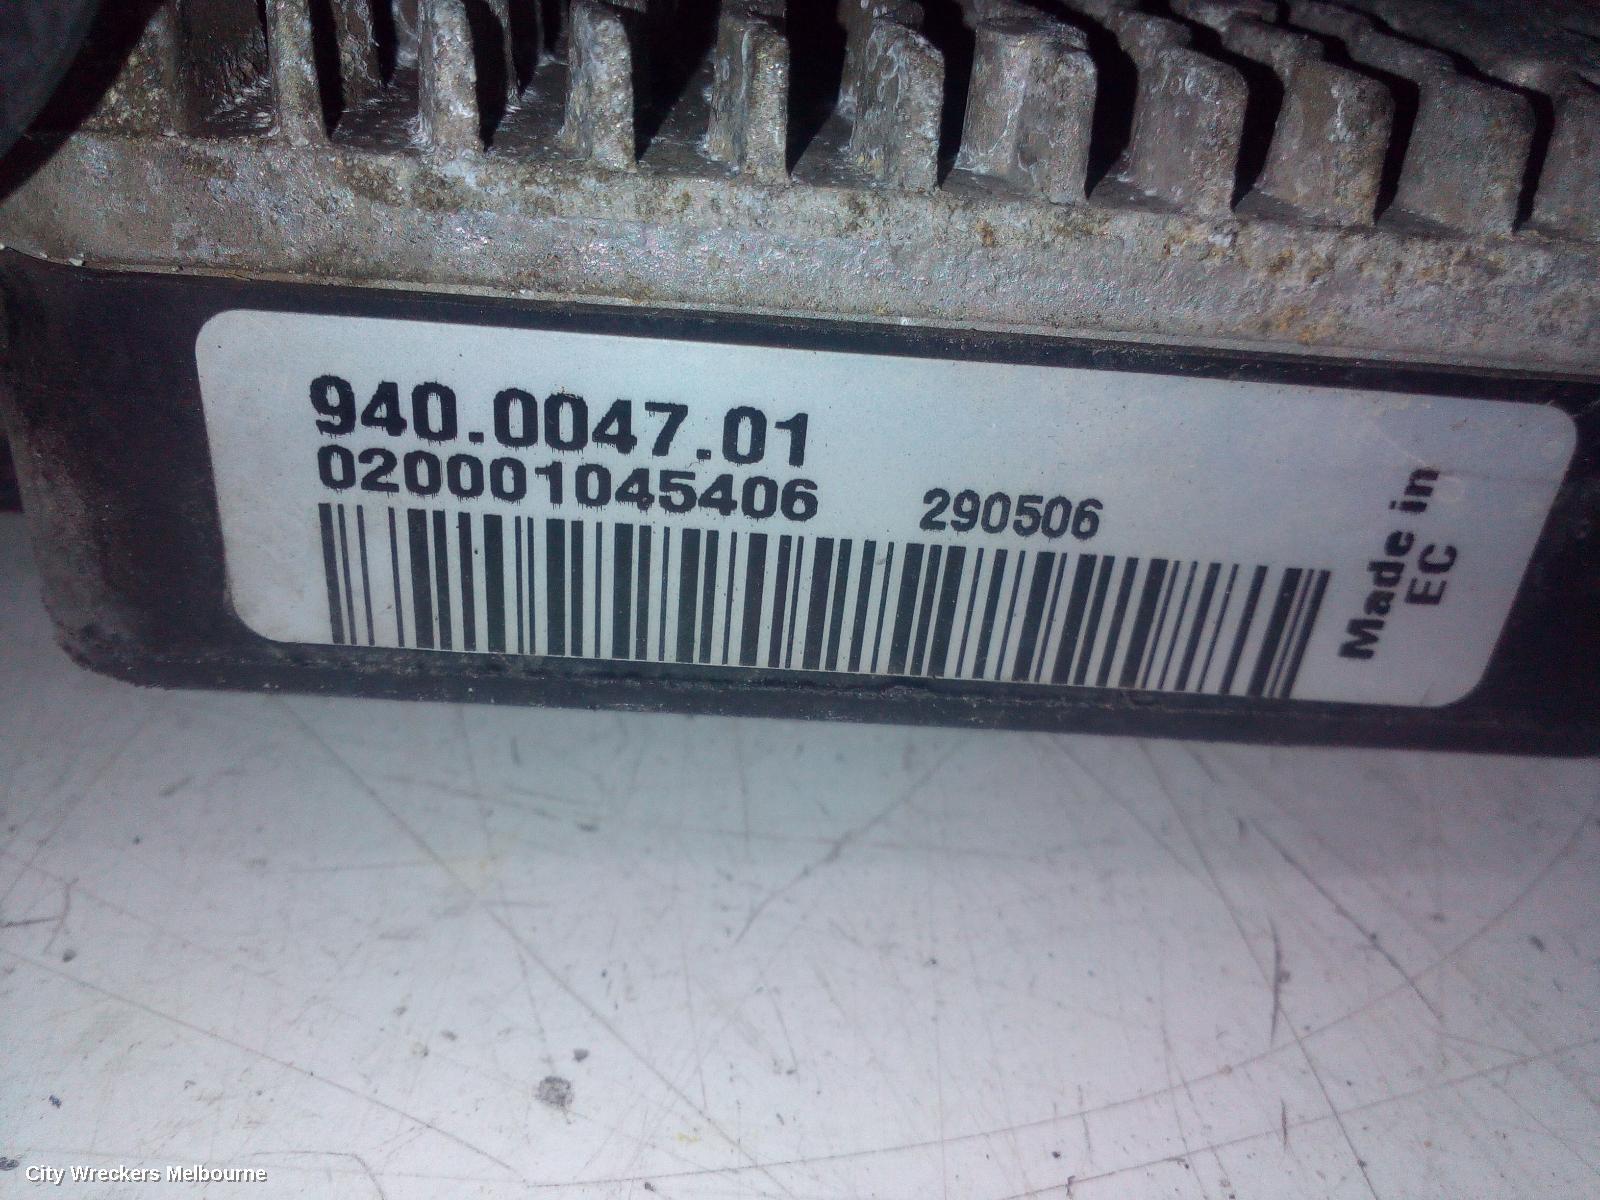 940.0047.01
020001045406 290506
Made in
EC
City Wreckers Melbourne